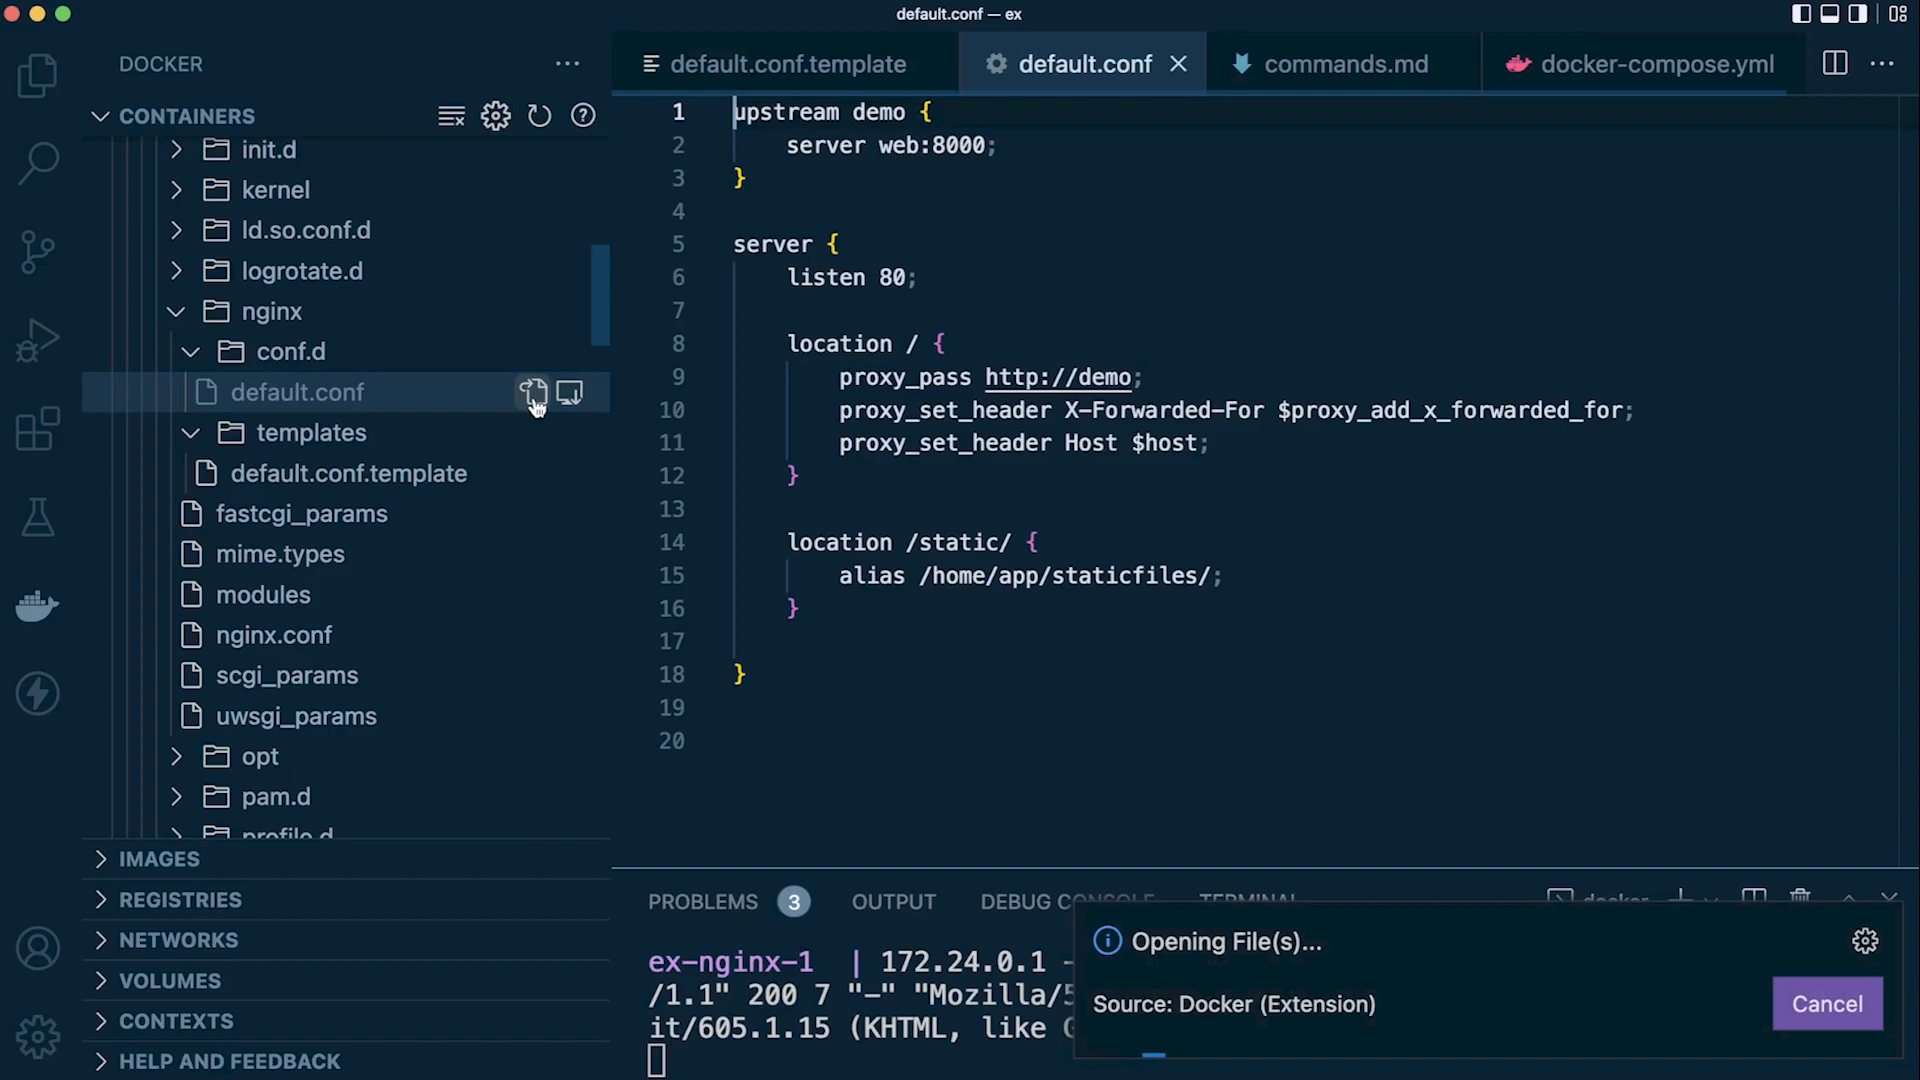 default.conf — ex
DOCKER
CONTAINERS
init.d
kernel
ld.so.conf.d
logrotate.d
nginx
conf.d
default.conf
templates
default.conf.template
fastcgi_params
mime.types
modules
nginx.conf
scgi_params
uwsgi_params
opt
pam.d
profile.d
IMAGES
REGISTRIES
NETWORKS
VOLUMES
CONTEXTS
HELP AND FEEDBACK
default.conf.template
default.conf
commands.md
docker-compose.yml
1 upstream demo {
2 server web:8000;
3 }
4
5 server {
6 listen 80;
7
8 location / {
9 proxy_pass http://demo;
10 proxy_set_header X-Forwarded-For $proxy_add_x_forwarded_for;
11 proxy_set_header Host $host;
12 }
13
14 location /static/ {
15 alias /home/app/staticfiles/;
16 }
17
18 }
19
20
PROBLEMS 3 OUTPUT DEBUG CONSOLE TERMINAL docker
ex-nginx-1 | 172.24.0.1 -
/1.1" 200 7 "-" "Mozilla/5
it/605.1.15 (KHTML, like G
Opening File(s)...
Source: Docker (Extension)
Cancel